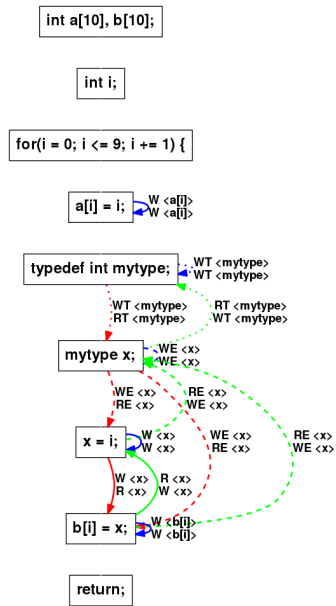 int a[10], b[10];
int i;
for(i = 0; i <= 9; i += 1) {
a[i] = i;
W <a[i]>
W <a[i]>
typedef int mytype;
WT <mytype>
WT <mytype>
WT <mytype>
RT <mytype>
RT <mytype>
WT <mytype>
mytype x;
WE <x>
WE <x>
WE <x>
RE <x>
RE <x>
WE <x>
x = i;
W <x>
W <x>
WE <x>
RE <x>
RE <x>
WE <x>
W <x>
R <x>
R <x>
W <x>
b[i] = x;
W <b[i]>
W <b[i]>
return;